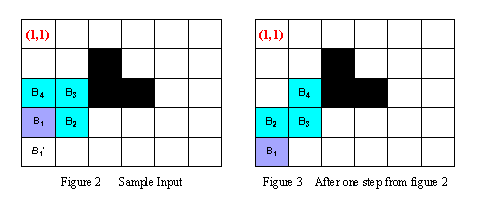 (1,1)
(1,1)
B4 B3
B4
B1 B2
B2 B3
B1'
B1
Figure 2 Sample Input
Figure 3 After one step from figure 2